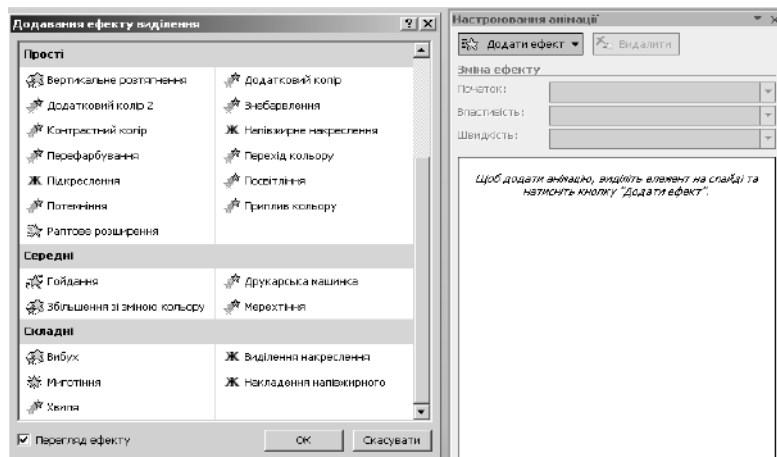 Додавання ефекту виділення
Прості
Вертикальне розтягнення
Додатковий колір
Додатковий колір 2
Знебарвлення
Контрастний колір
Напівжирне накреслення
Перефарбування
Перехід кольору
Підкреслення
Посвітління
Потемніння
Приплив кольору
Раптове розширення
Середні
Гойдання
Друкарська машинка
Збільшення зі зміною кольору
Мерехтіння
Складні
Вибух
Виділення накреслення
Миготіння
Накладення напівжирного
Хвиля
Перегляд ефекту
ОК
Скасувати
Настроювання анімації
Додати ефект
Видалити
Зміна ефекту
Початок:
Властивість:
Швидкість:
Щоб додати анімацію, виділіть елемент на слайді та
натисніть кнопку "Додати ефект".